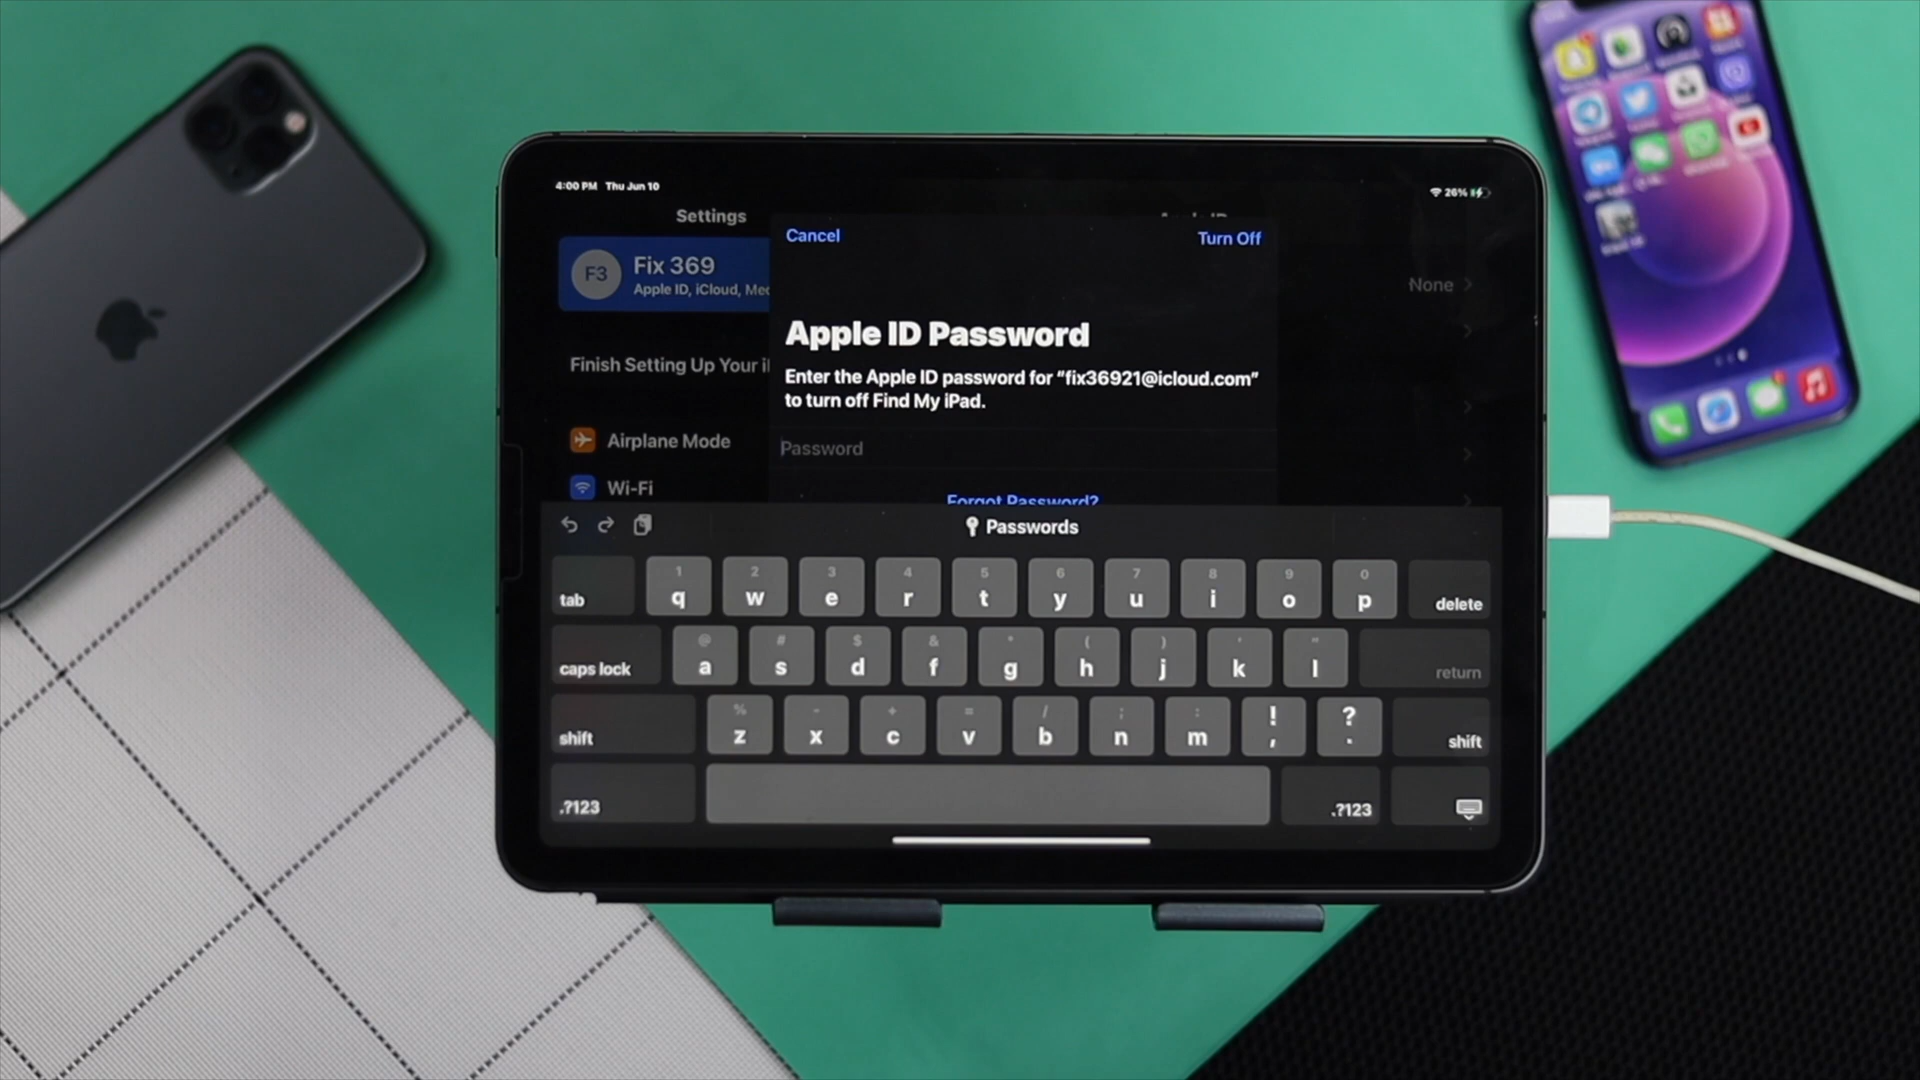 4:00 PM Thu Jun 10
26%
Settings
Cancel
Turn Off
F3
Fix 369
Apple ID, iCloud, Med
None
Apple ID Password
Finish Setting Up Your i
Enter the Apple ID password for “fix36921@icloud.com”
to turn off Find My iPad.
Airplane Mode
Password
Wi-Fi
Forgot Password?
Passwords
1 2 3 4 5 6 7 8 9 0
tab q w e r t y u i o p delete
@ # $ & * ( ) ' "
caps lock a s d f g h j k l return
% - + = / ; : ! ?
shift z x c v b n m , . shift
.?123 .?123